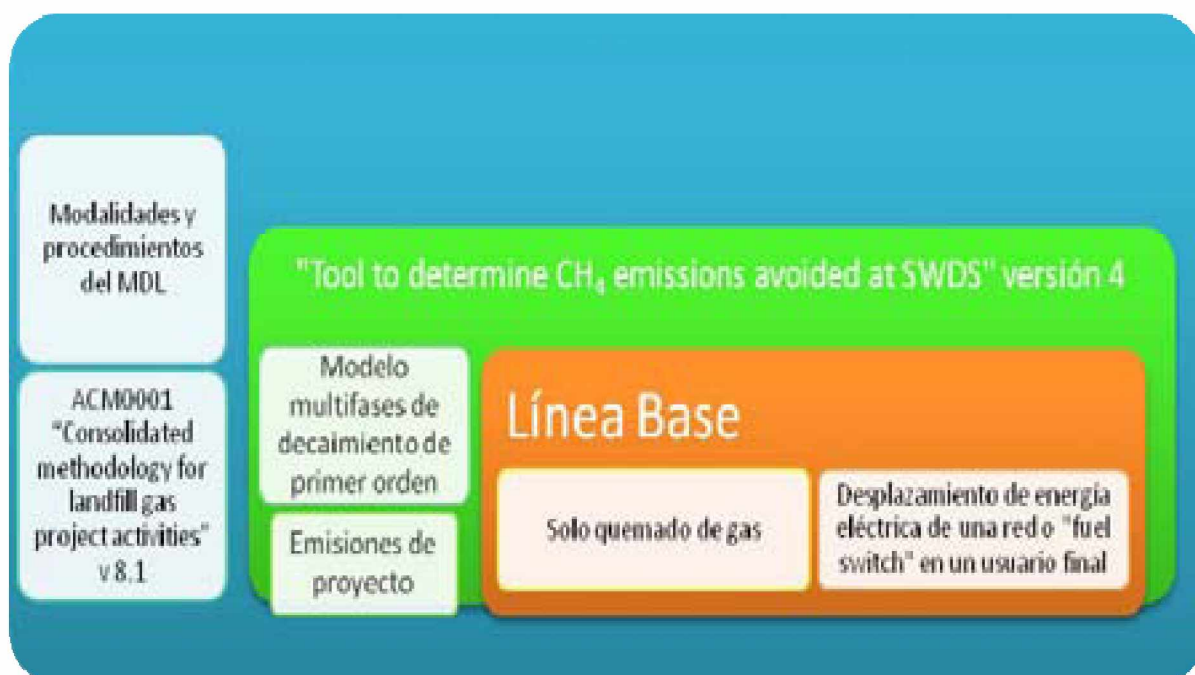 Modalidades y
procedimientos
del MDL
ACM0001
"Consolidated
methodology for
landfill gas
project activities"
v 8.1
"Tool to determine CH₄ emissions avoided at SWDS" versión 4
Modelo
multifases de
decaimiento de
primer orden
Emisiones de
proyecto
Línea Base
Solo quemado de gas
Desplazamiento de energía
eléctrica de una red o "fuel
switch" en un usuario final